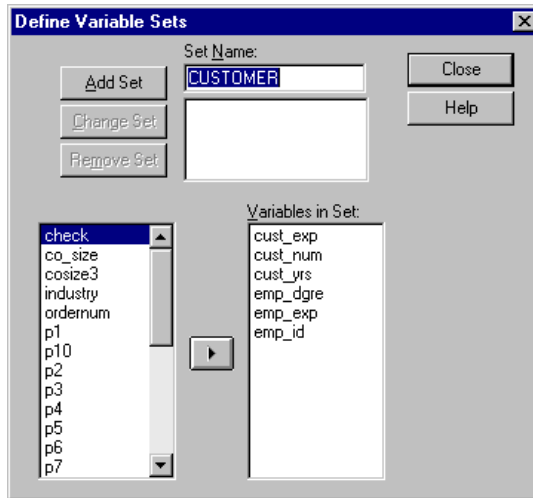 Define Variable Sets
Set Name:
Add Set
CUSTOMER
Close
Change Set
Help
Remove Set
Variables in Set:
check
co_size
cosize3
industry
ordernum
p1
p10
p2
p3
p4
p5
p6
p7
cust_exp
cust_num
cust_yrs
emp_dgre
emp_exp
emp_id